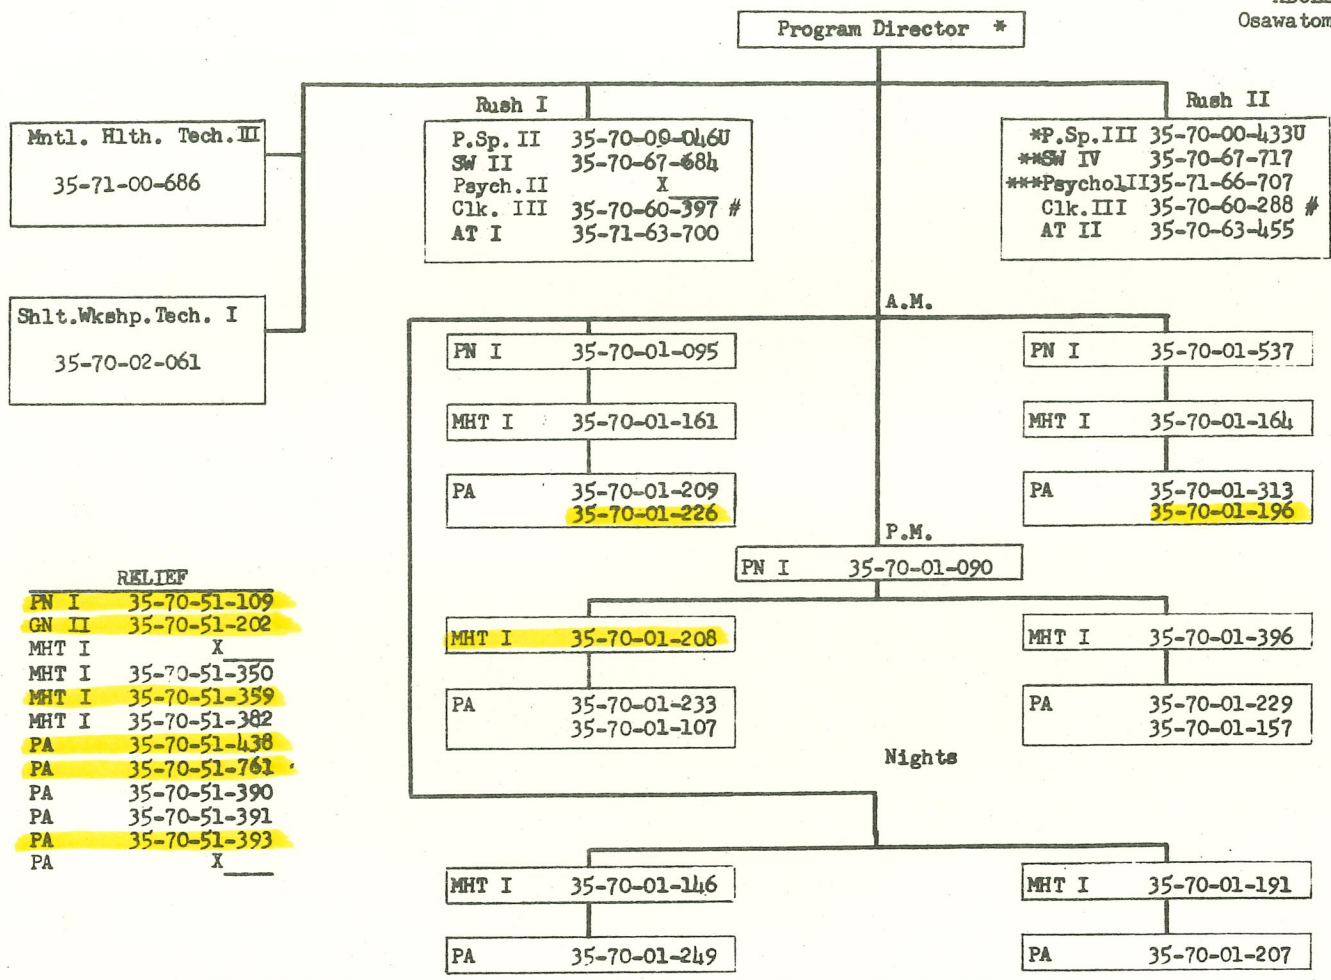 Osawatom
Program Director *
Mntl. Hlth. Tech.III
35-71-00-686
Shlt.Wkshp.Tech. I
35-70-02-061
Rush I
P.Sp. II 35-70-00-046U
SW II 35-70-67-684
Psych.II X
Clk. III 35-70-60-397 #
AT I 35-71-63-700
Rush II
*P.Sp.III 35-70-00-433U
**SW IV 35-70-67-717
***PsycholII35-71-66-707
Clk.III 35-70-60-288 #
AT II 35-70-63-455
A.M.
PN I 35-70-01-095
PN I 35-70-01-537
MHT I 35-70-01-161
MHT I 35-70-01-164
PA 35-70-01-209
35-70-01-226
PA 35-70-01-313
35-70-01-196
P.M.
PN I 35-70-01-090
MHT I 35-70-01-208
MHT I 35-70-01-396
PA 35-70-01-233
35-70-01-107
PA 35-70-01-229
35-70-01-157
RELIEF
PN I 35-70-51-109
GN II 35-70-51-202
MHT I X
MHT I 35-70-51-350
MHT I 35-70-51-359
MHT I 35-70-51-382
PA 35-70-51-438
PA 35-70-51-761
PA 35-70-51-390
PA 35-70-51-391
PA 35-70-51-393
PA X
Nights
MHT I 35-70-01-146
MHT I 35-70-01-191
PA 35-70-01-249
PA 35-70-01-207